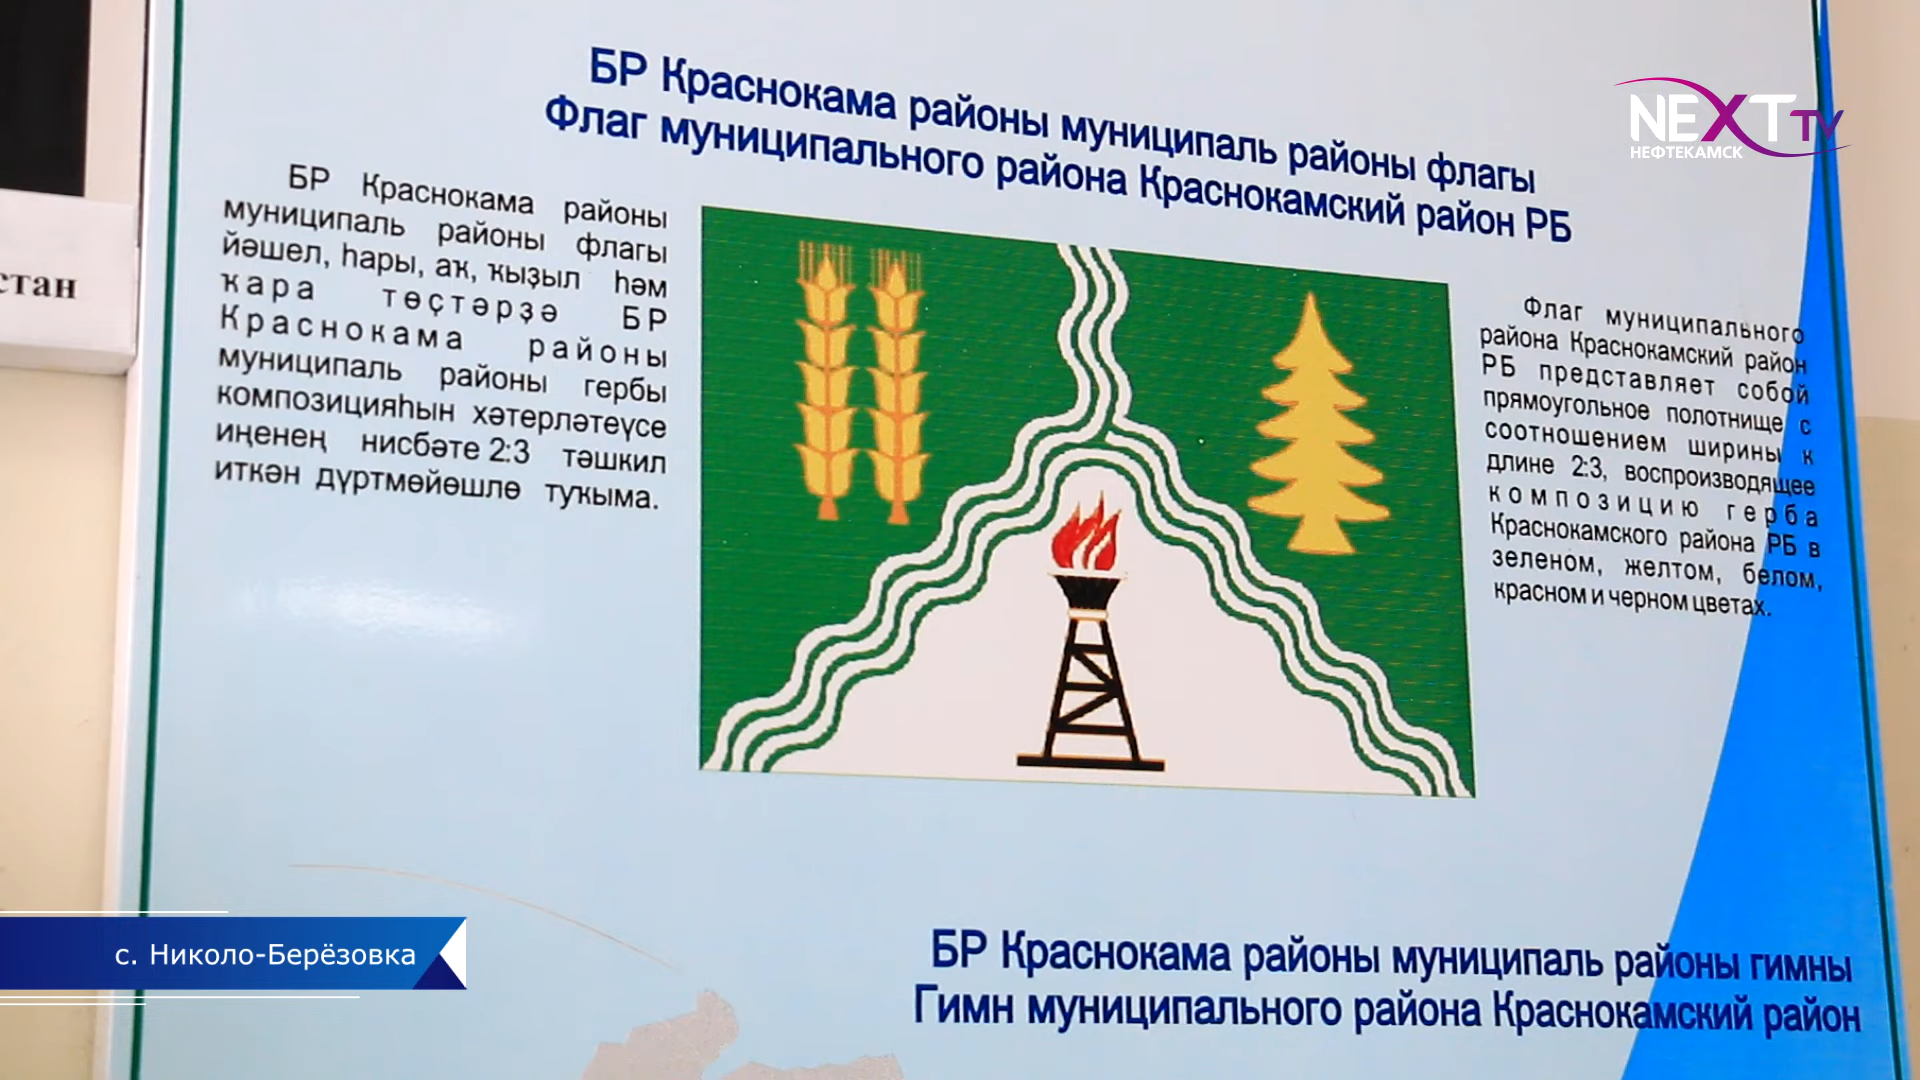 БР Краснокама районы муниципаль районы флагы
Флаг муниципального района Краснокамский район РБ
NEXT TV
НЕФТЕКАМСК
стан
БР Краснокама районы
муниципаль районы флагы
йәшел, һары, аҡ, ҡыҙыл һәм
ҡара төҫтәрҙә БР
Краснокама районы
муниципаль районы гербы
композицияһын хәтерләтеүсе
иңенең нисбәте 2:3 тәшкил
иткән дүртмөйөшлө туҡыма.
Флаг муниципального
района Краснокамский район
РБ представляет собой
прямоугольное полотнище с
соотношением ширины к
длине 2:3, воспроизводящее
композицию герба
Краснокамского района РБ в
зеленом, желтом, белом,
красном и черном цветах.
с. Николо-Берёзовка
БР Краснокама районы муниципаль районы гимны
Гимн муниципального района Краснокамский район